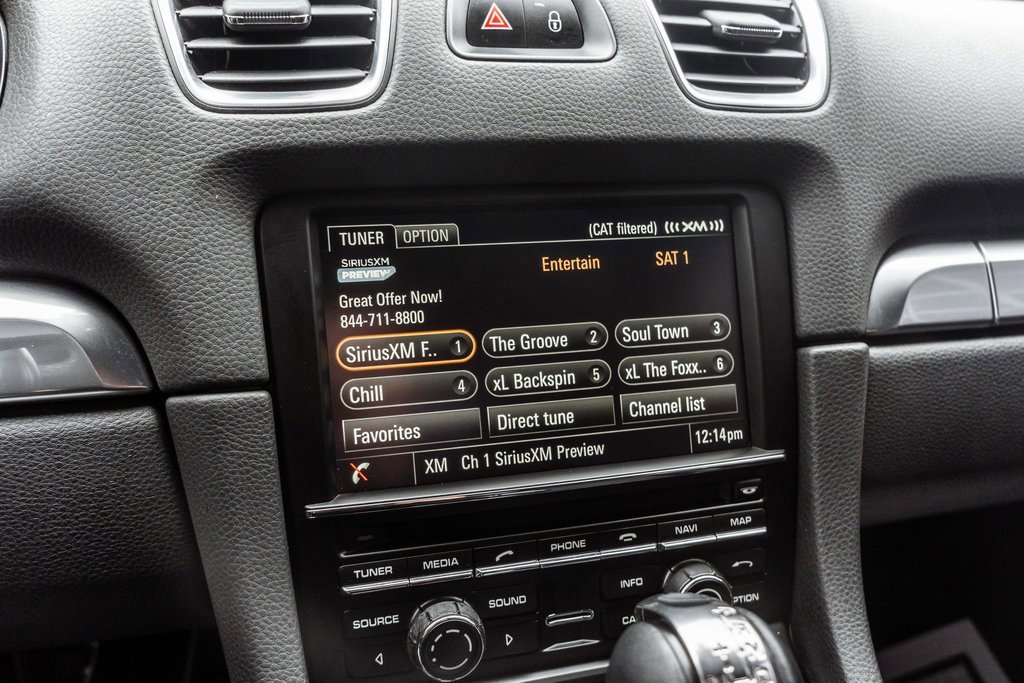 TUNER OPTION (CAT filtered) (((XM)))
SIRIUSXM Entertain SAT 1
PREVIEW
Great Offer Now!
844-711-8800
SiriusXM F.. 1 The Groove 2 Soul Town 3
Chill 4 xL Backspin 5 xL The Foxx.. 6
Favorites Direct tune Channel list
XM Ch 1 SiriusXM Preview 12:14pm
TUNER MEDIA PHONE NAVI MAP
SOURCE SOUND INFO